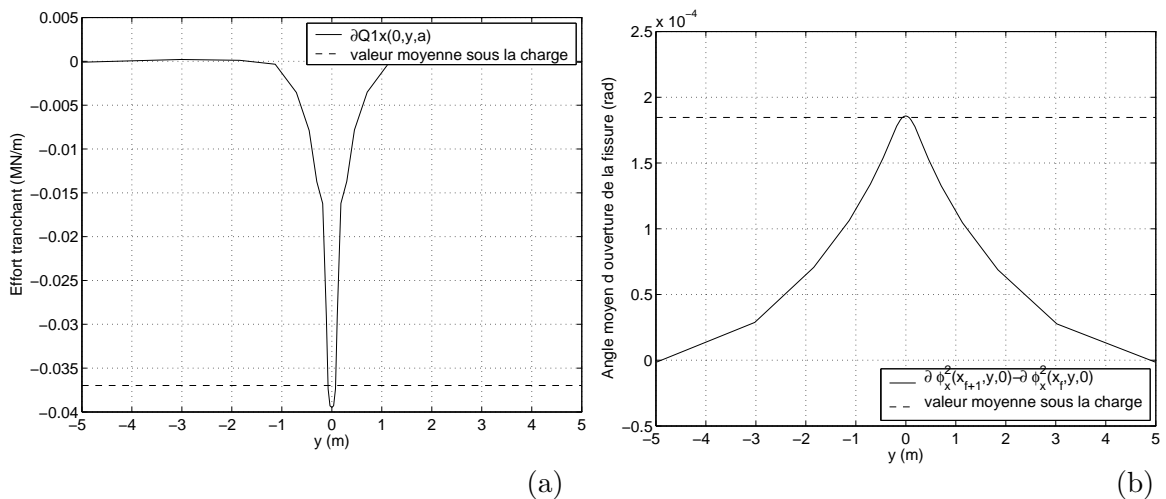 0.005
0
−0.005
−0.01
−0.015
−0.02
−0.025
−0.03
−0.035
−0.04
−5 −4 −3 −2 −1 0 1 2 3 4 5
y (m)
Effort tranchant (MN/m)
∂Q1x(0,y,a)
valeur moyenne sous la charge
(a)
x 10−4
2.5
2
1.5
1
0.5
0
−0.5
−5 −4 −3 −2 −1 0 1 2 3 4 5
y (m)
Angle moyen d ouverture de la fissure (rad)
∂ ϕx2(xf+1,y,0)−∂ ϕx2(xf,y,0)
valeur moyenne sous la charge
(b)